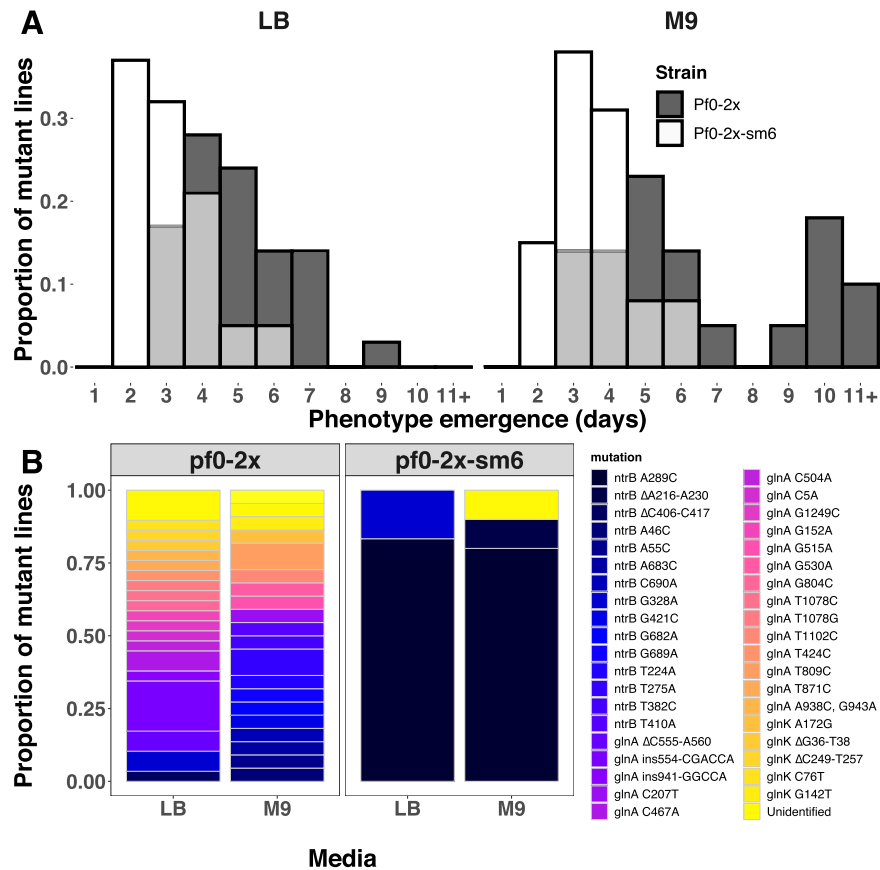 A
LB
M9
Proportion of mutant lines
0.3
0.2
0.1
0.0
Strain
Pf0-2x
Pf0-2x-sm6
1 2 3 4 5 6 7 8 9 10 11+
1 2 3 4 5 6 7 8 9 10 11+
Phenotype emergence (days)
B
pf0-2x
pf0-2x-sm6
Proportion of mutant lines
1.00
0.75
0.50
0.25
0.00
LB M9
LB M9
Media
mutation
ntrB A289C
ntrB ΔA216-A230
ntrB ΔC406-C417
ntrB A46C
ntrB A55C
ntrB A683C
ntrB C690A
ntrB G328A
ntrB G421C
ntrB G682A
ntrB G689A
ntrB T224A
ntrB T275A
ntrB T382C
ntrB T410A
glnA ΔC555-A560
glnA ins554-CGACCA
glnA ins941-GGCCA
glnA C207T
glnA C467A
glnA C504A
glnA C5A
glnA G1249C
glnA G152A
glnA G515A
glnA G530A
glnA G804C
glnA T1078C
glnA T1078G
glnA T1102C
glnA T424C
glnA T809C
glnA T871C
glnA A938C, G943A
glnK A172G
glnK ΔG36-T38
glnK ΔC249-T257
glnK C76T
glnK G142T
Unidentified